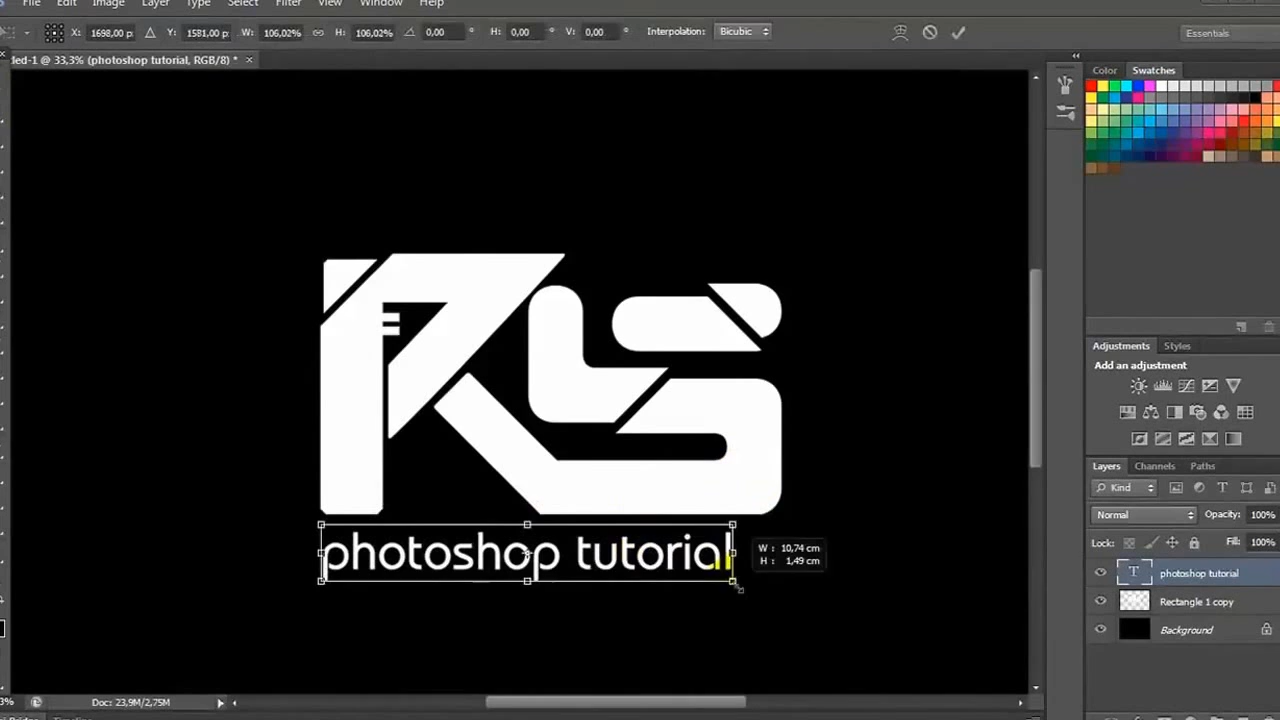 File Edit Image Layer Type Select Filter View Window Help
X: 1698,00 p Y: 1581,00 p: W: 106,02% H: 106,02% 0,00 ° H: 0,00 ° V: 0,00 ° Interpolation: Bicubic Essentials
ded-1 @ 33,3% (photoshop tutorial, RGB/8) *
Color Swatches
RLS
photoshop tutorial
W : 10,74 cm
H : 1,49 cm
Adjustments Styles
Add an adjustment
Layers Channels Paths
Kind
Normal Opacity: 100%
Lock: Fill: 100%
T photoshop tutorial
Rectangle 1 copy
Background
3% Doc: 23,9M/2,75M